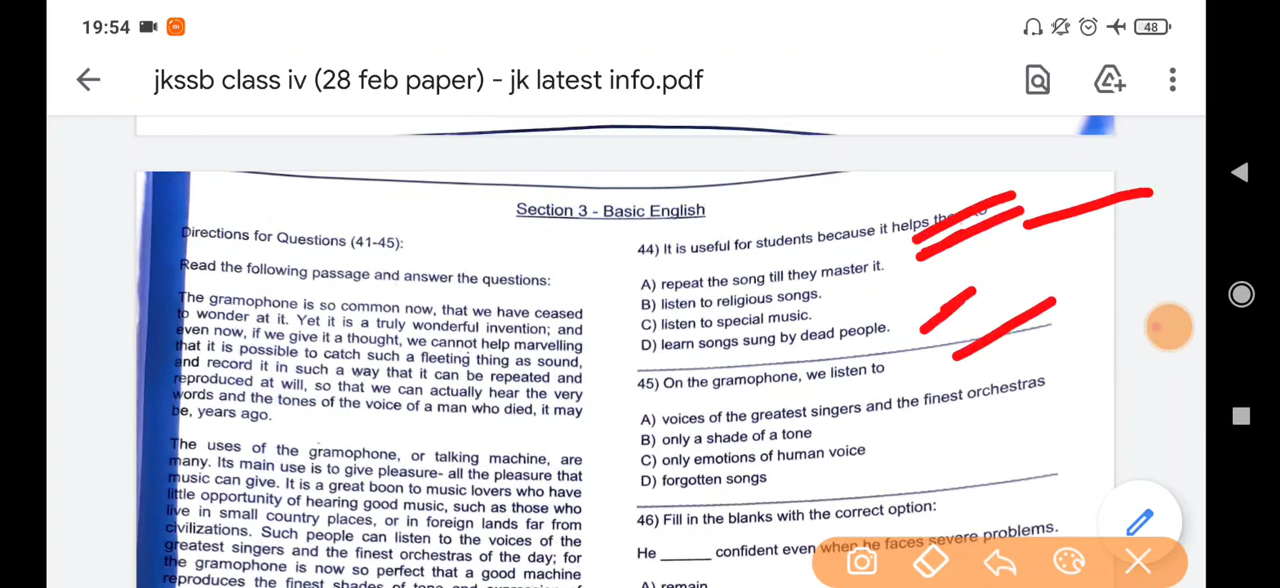 19:54
48
jkssb class iv (28 feb paper) - jk latest info.pdf
Section 3 - Basic English
Directions for Questions (41-45):
Read the following passage and answer the questions:
The gramophone is so common now, that we have ceased
to wonder at it. Yet it is a truly wonderful invention; and
even now, if we give it a thought, we cannot help marvelling
that it is possible to catch such a fleeting thing as sound,
and record it in such a way that it can be repeated and
reproduced at will, so that we can actually hear the very
words and the tones of the voice of a man who died, it may
be, years ago.
The uses of the gramophone, or talking machine, are
many. Its main use is to give pleasure- all the pleasure that
music can give. It is a great boon to music lovers who have
little opportunity of hearing good music, such as those who
live in small country places, or in foreign lands far from
civilizations. Such people can listen to the voices of the
greatest singers and the finest orchestras of the day; for
the gramophone is now so perfect that a good machine
reproduces the finest shades of
44) It is useful for students because it helps
A) repeat the song till they master it.
B) listen to religious songs.
C) listen to special music.
D) learn songs sung by dead people.
45) On the gramophone, we listen to
A) voices of the greatest singers and the finest orchestras
B) only a shade of a tone
C) only emotions of human voice
D) forgotten songs
46) Fill in the blanks with the correct option:
He ______ confident even when he faces severe problems.
A) remain